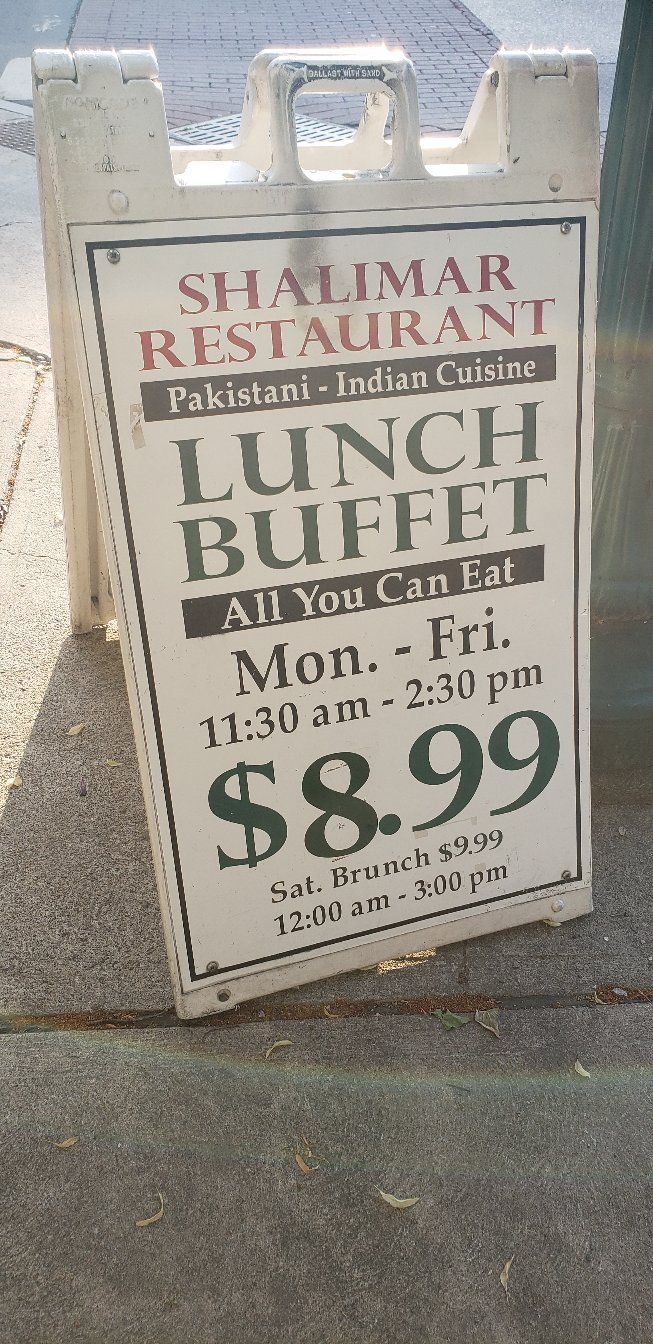 BALLAST WITH SAND
SHALIMAR
RESTAURANT
Pakistani - Indian Cuisine
LUNCH
BUFFET
All You Can Eat
Mon. - Fri.
11:30 am - 2:30 pm
$8.99
Sat. Brunch $9.99
12:00 am - 3:00 pm